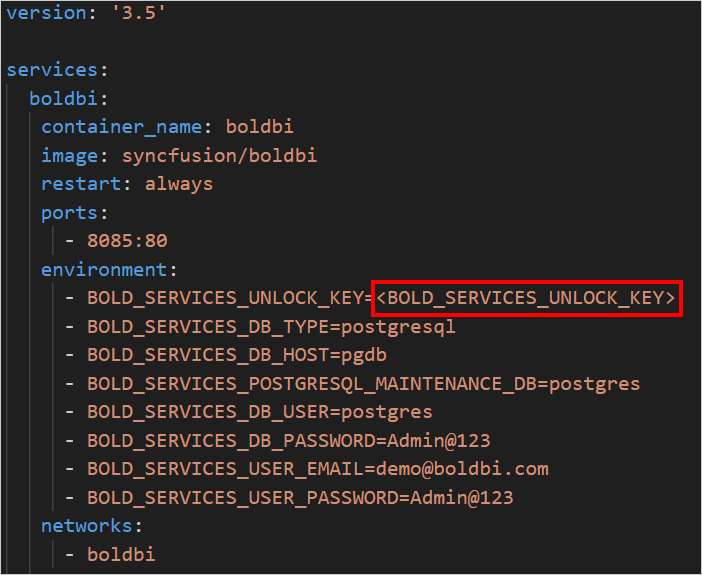 version: '3.5'
services:
boldbi:
container_name: boldbi
image: syncfusion/boldbi
restart: always
ports:
- 8085:80
environment:
- BOLD_SERVICES_UNLOCK_KEY=<BOLD_SERVICES_UNLOCK_KEY>
- BOLD_SERVICES_DB_TYPE=postgresql
- BOLD_SERVICES_DB_HOST=pgdb
- BOLD_SERVICES_POSTGRESQL_MAINTENANCE_DB=postgres
- BOLD_SERVICES_DB_USER=postgres
- BOLD_SERVICES_DB_PASSWORD=Admin@123
- BOLD_SERVICES_USER_EMAIL=demo@boldbi.com
- BOLD_SERVICES_USER_PASSWORD=Admin@123
networks:
- boldbi